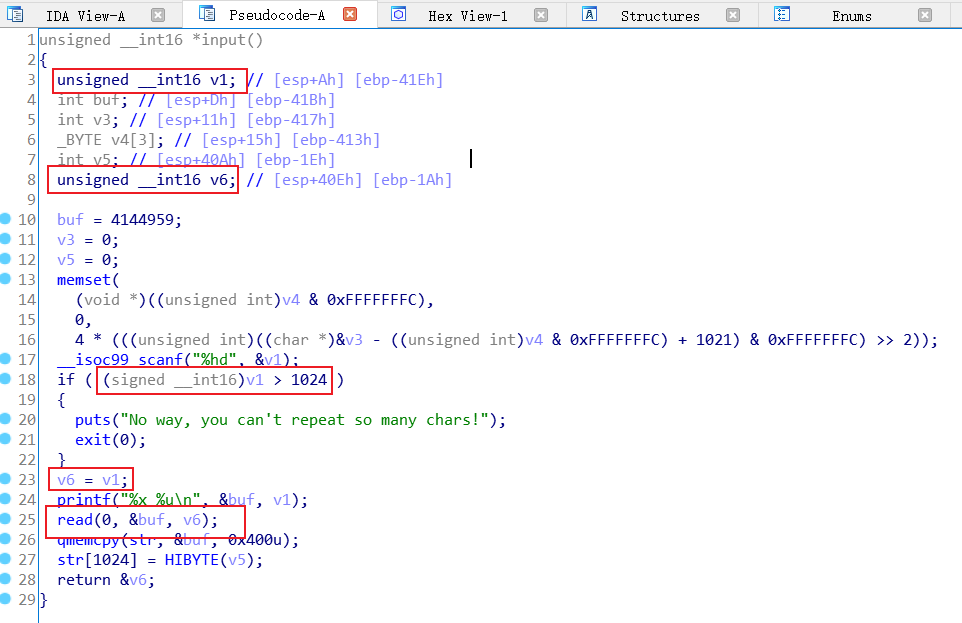 IDA View-A Pseudocode-A Hex View-1 Structures Enums
1 unsigned __int16 *input()
2 {
3 unsigned __int16 v1; // [esp+Ah] [ebp-41Eh]
4 int buf; // [esp+Dh] [ebp-41Bh]
5 int v3; // [esp+11h] [ebp-417h]
6 _BYTE v4[3]; // [esp+15h] [ebp-413h]
7 int v5; // [esp+40Ah] [ebp-1Eh]
8 unsigned __int16 v6; // [esp+40Eh] [ebp-1Ah]
9
10 buf = 4144959;
11 v3 = 0;
12 v5 = 0;
13 memset(
14 (void *)((unsigned int)v4 & 0xFFFFFFFC),
15 0,
16 4 * (((unsigned int)((char *)&v3 - ((unsigned int)v4 & 0xFFFFFFFC) + 1021) & 0xFFFFFFFC) >> 2));
17 __isoc99_scanf("%hd", &v1);
18 if ( (signed __int16)v1 > 1024 )
19 {
20 puts("No way, you can't repeat so many chars!");
21 exit(0);
22 }
23 v6 = v1;
24 printf("%x %u\n", &buf, v1);
25 read(0, &buf, v6);
26 qmemcpy(str, &buf, 0x400u);
27 str[1024] = HIBYTE(v5);
28 return &v6;
29 }